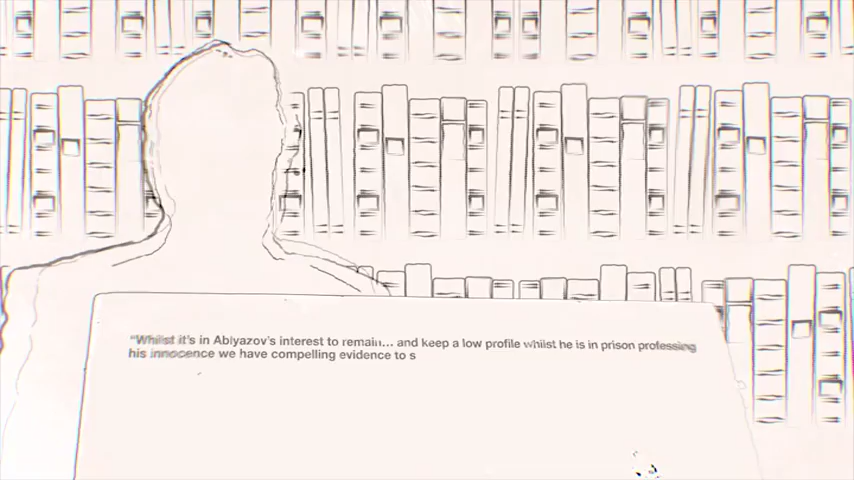 "Whilst it's in Abiyazov's interest to remain... and keep a low profile whilst he is in prison professing
his innocence we have compelling evidence to s